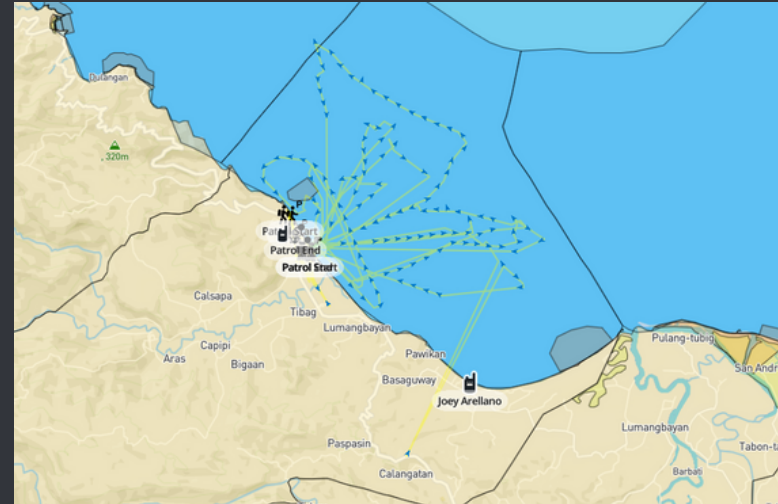 Dulangan
320m
P
Patrol Start
Patrol End
Patrol Start
Calsapa
Tibag
Lumangbayan
Capipi
Aras
Bigaan
Pawikan
Basaguway
Joey Arellano
Paspasin
Calangatan
Pulang-tubig
San Andr
Lumangbayan
Tabon-ta
Barbati